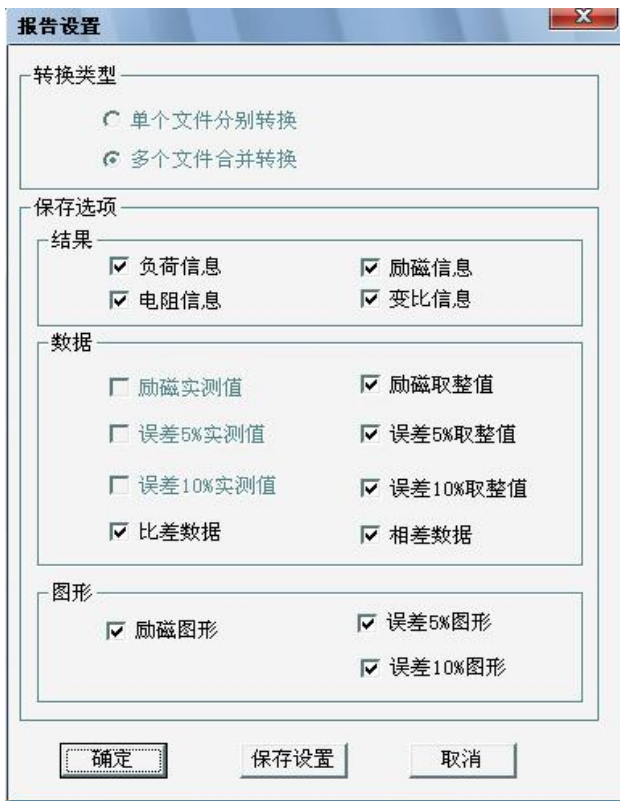 报告设置
转换类型
单个文件分别转换
多个文件合并转换
保存选项
结果
负荷信息 励磁信息
电阻信息 变比信息
数据
励磁实测值 励磁取整值
误差5%实测值 误差5%取整值
误差10%实测值 误差10%取整值
比差数据 相差数据
图形
励磁图形 误差5%图形
误差10%图形
确定 保存设置 取消